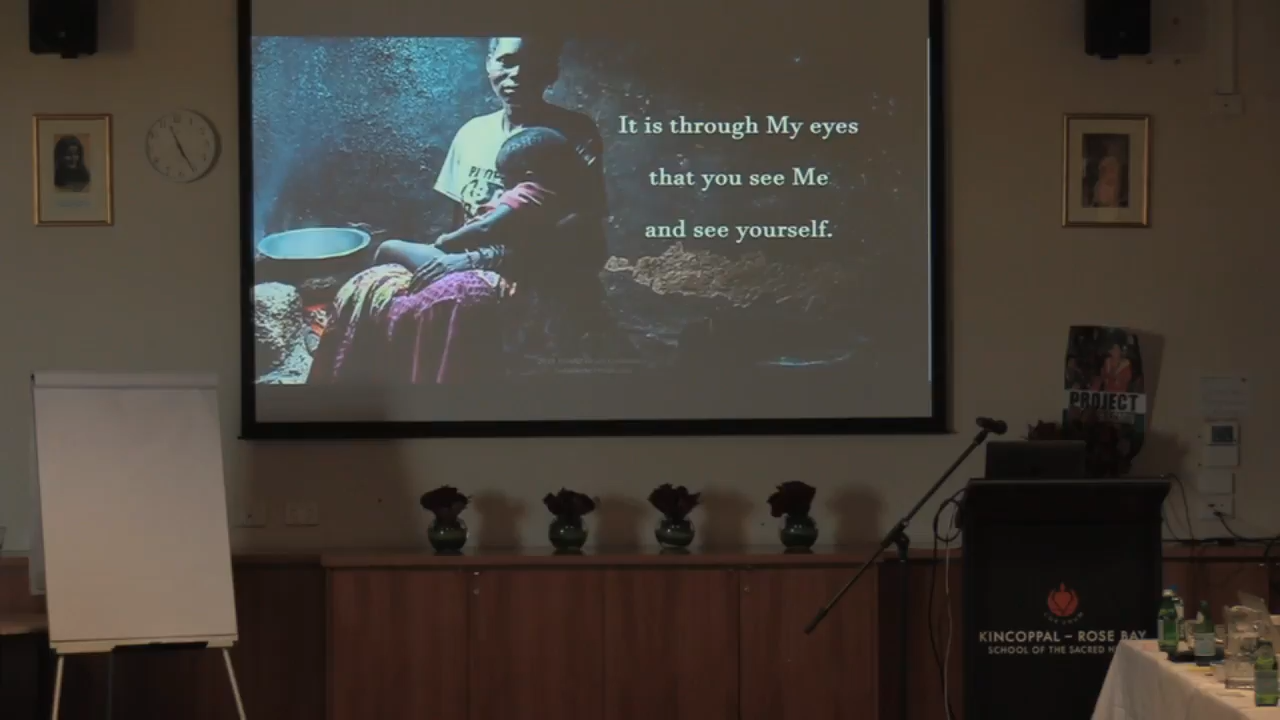 It is through My eyes
that you see Me
and see yourself.
PROJECT
KINCOPPAL – ROSE BAY
SCHOOL OF THE SACRED